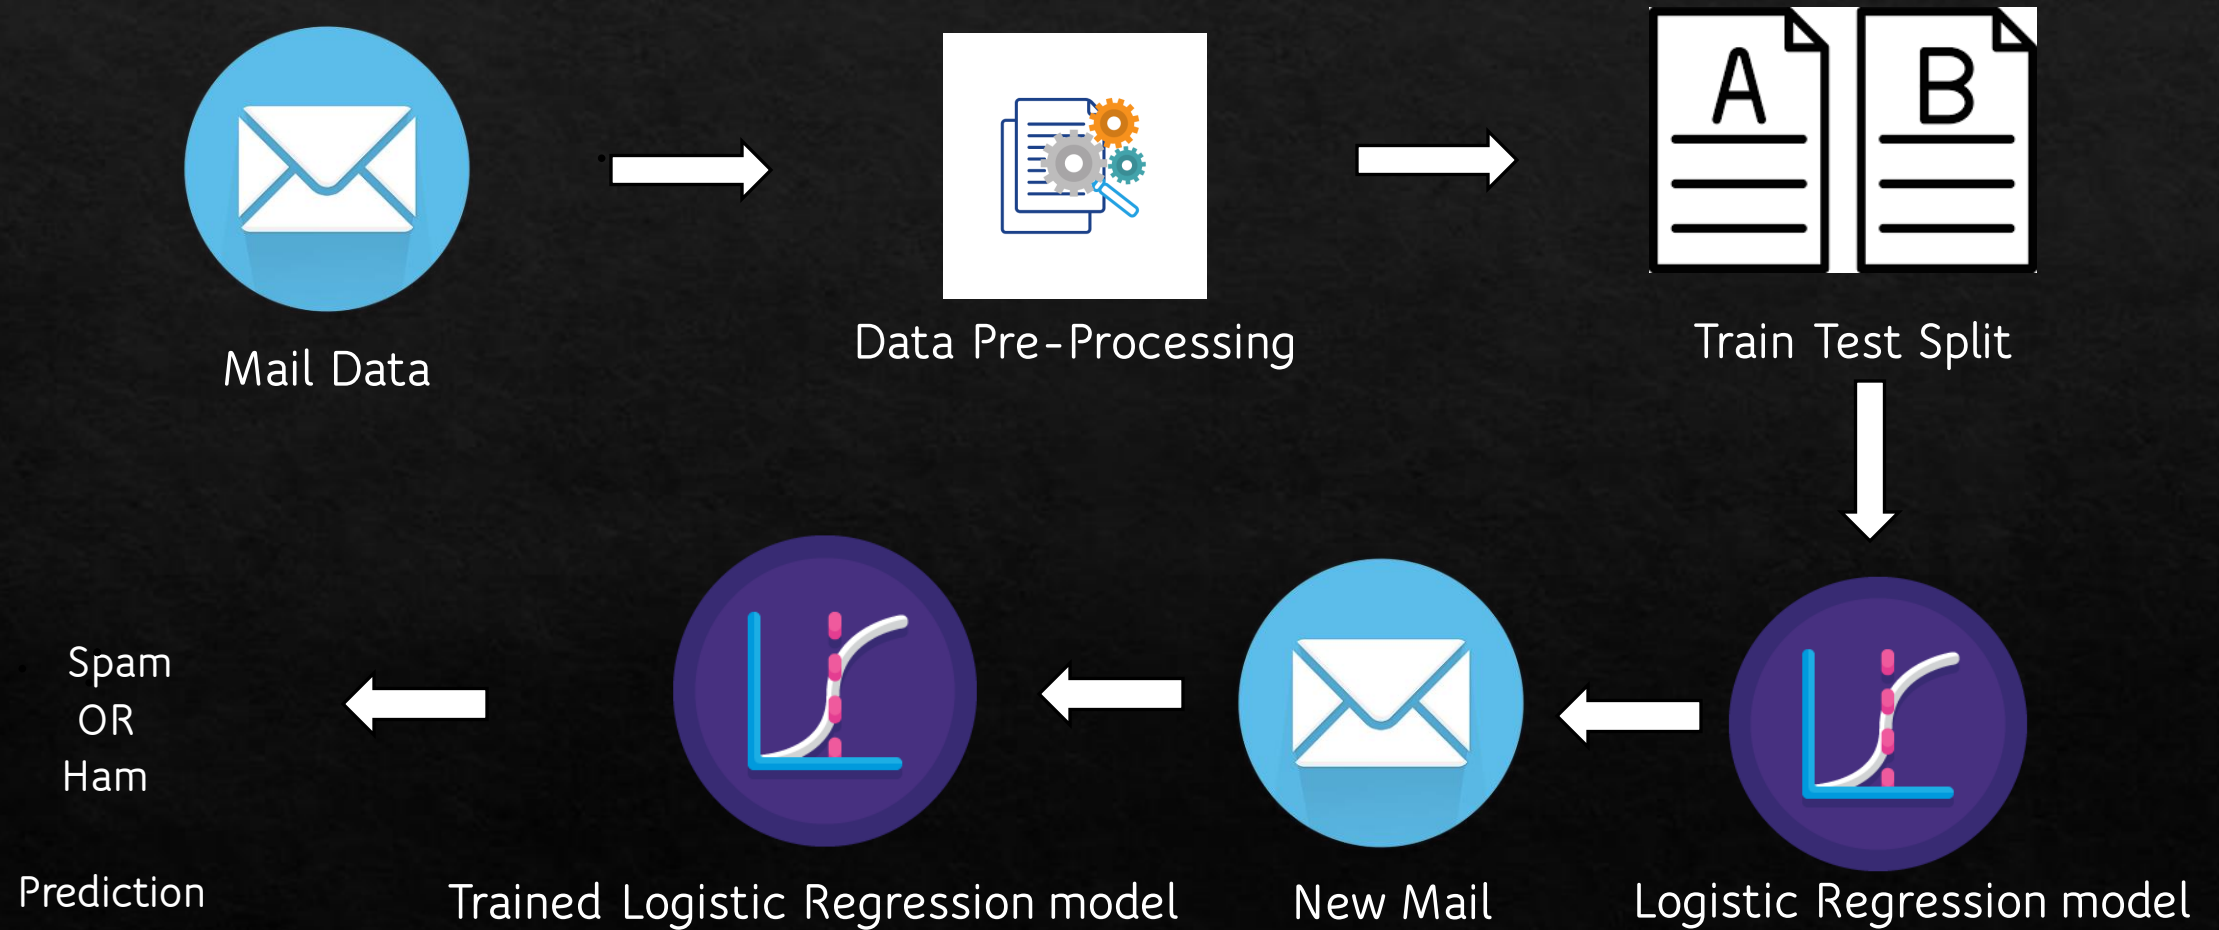 A
B
Mail Data
Data Pre-Processing
Train Test Split
Spam
OR
Ham
Prediction
Trained Logistic Regression model
New Mail
Logistic Regression model